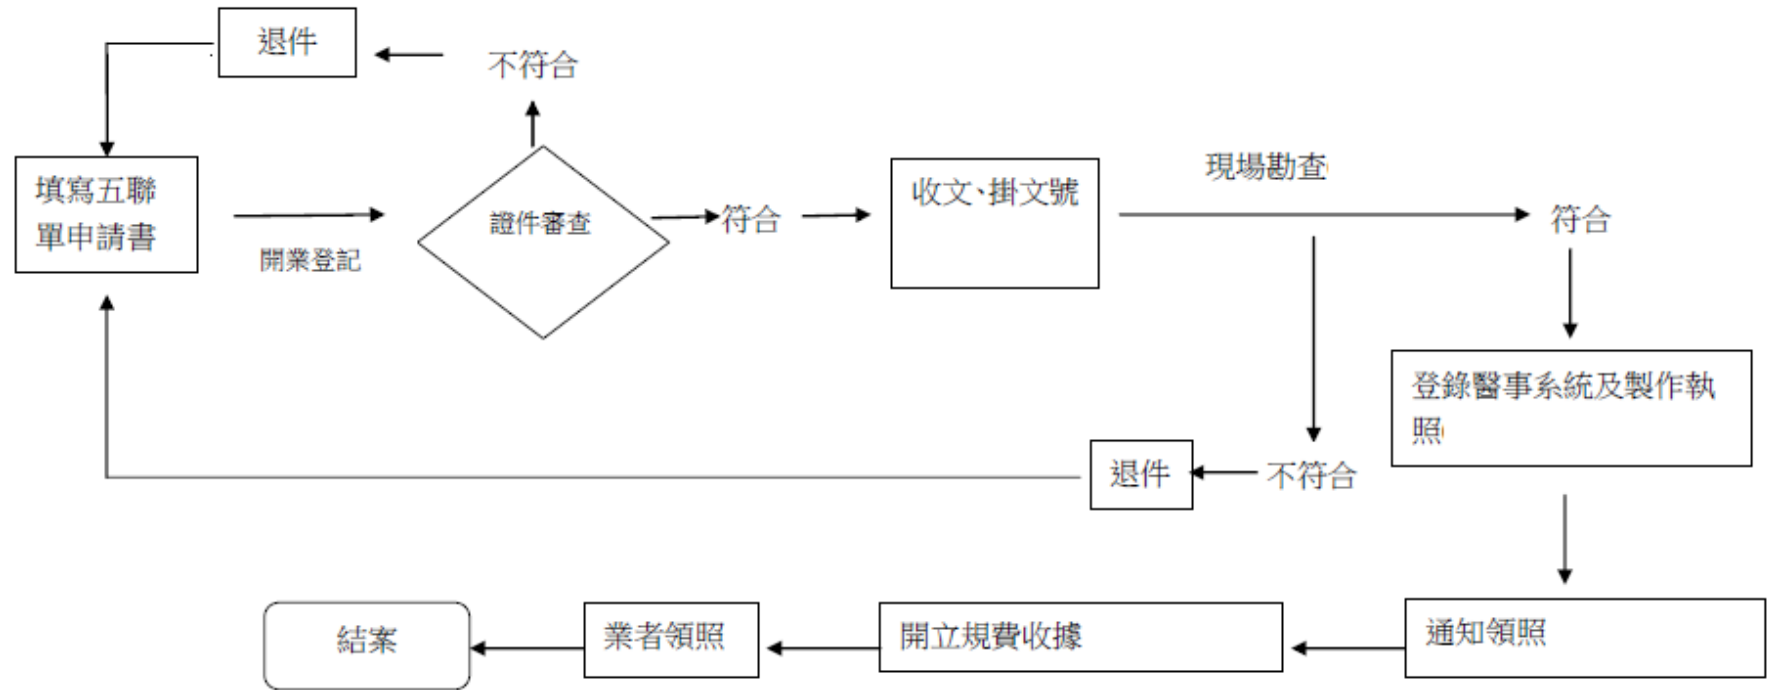 退件
不符合
填寫五聯
單申請書
開業登記
證件審查
符合
收文、掛文號
現場勘查
符合
登錄醫事系統及製作執
照
退件
不符合
結案
業者領照
開立規費收據
通知領照